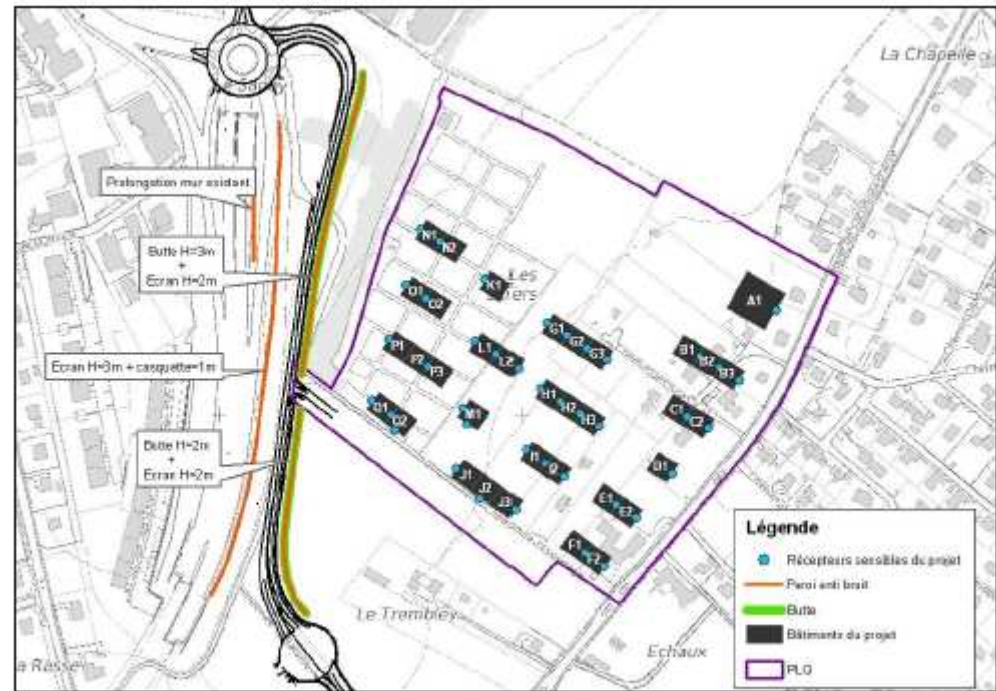 La Chapelle
Prolongation mur existant
Butte H=3m
+
Ecran H=2m
Ecran H=3m + casquette=1m
Butte H=2m
+
Ecran H=2m
Les
N1
N2
K1
O1
O2
A1
L1
L2
G1
G2
G3
B1
B2
B3
P1
P2
P3
H1
H2
H3
C1
C2
M1
Q1
Q2
I1
I2
D1
J1
J2
J3
E1
E2
F1
F2
Le Trembley
Echaux
a Rasse
Légende
Récepteurs sensibles du projet
Paroi anti bruit
Butte
Bâtiments du projet
PLQ